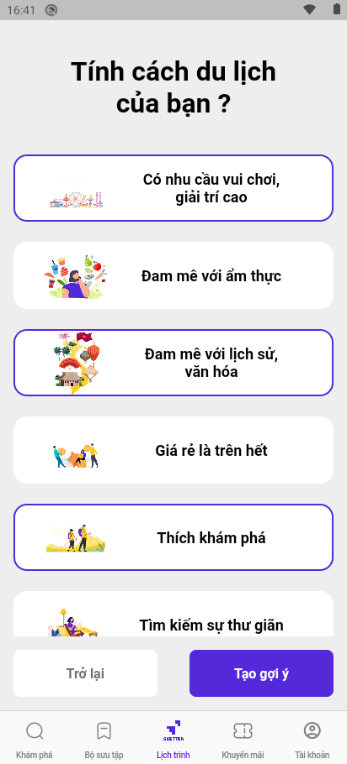 16:41
Tính cách du lịch
của bạn ?
Có nhu cầu vui chơi,
giải trí cao
Đam mê với ẩm thực
Đam mê với lịch sử,
văn hóa
Giá rẻ là trên hết
Thích khám phá
Tìm kiếm sự thư giãn
Trở lại
Tạo gợi ý
Khám phá
Bộ sưu tập
Lịch trình
Khuyến mãi
Tài khoản